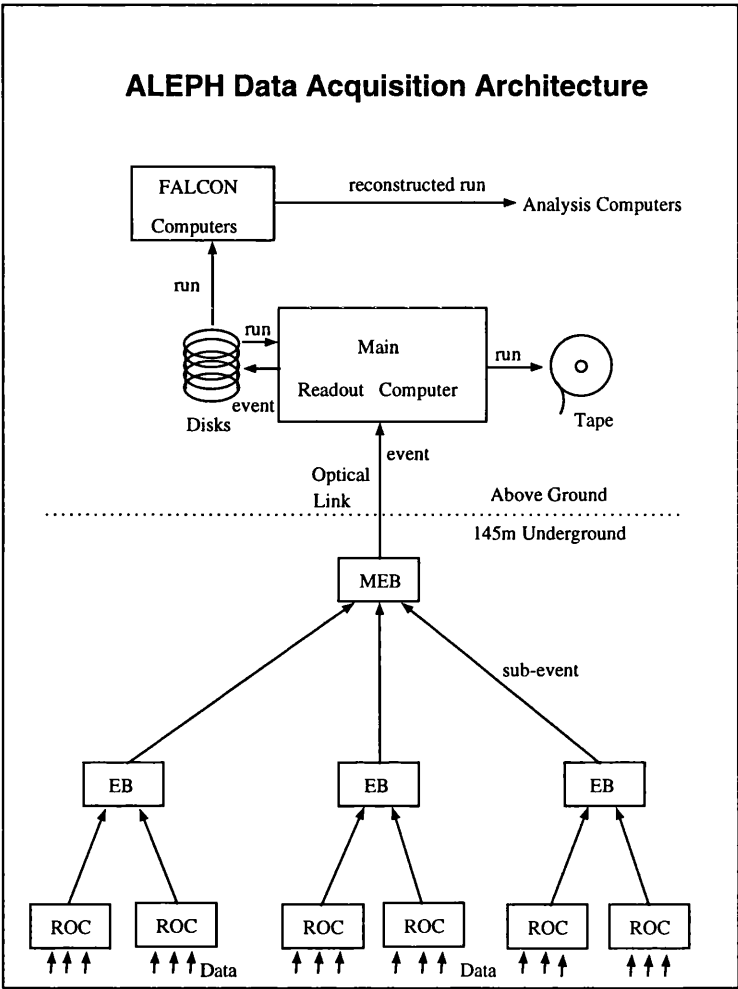 ALEPH Data Acquisition Architecture
FALCON
Computers
reconstructed run
Analysis Computers
run
run
Main
Readout Computer
run
event
Disks
Tape
event
Optical
Link
Above Ground
145m Underground
MEB
sub-event
EB
EB
EB
ROC
ROC
ROC
ROC
ROC
ROC
Data
Data